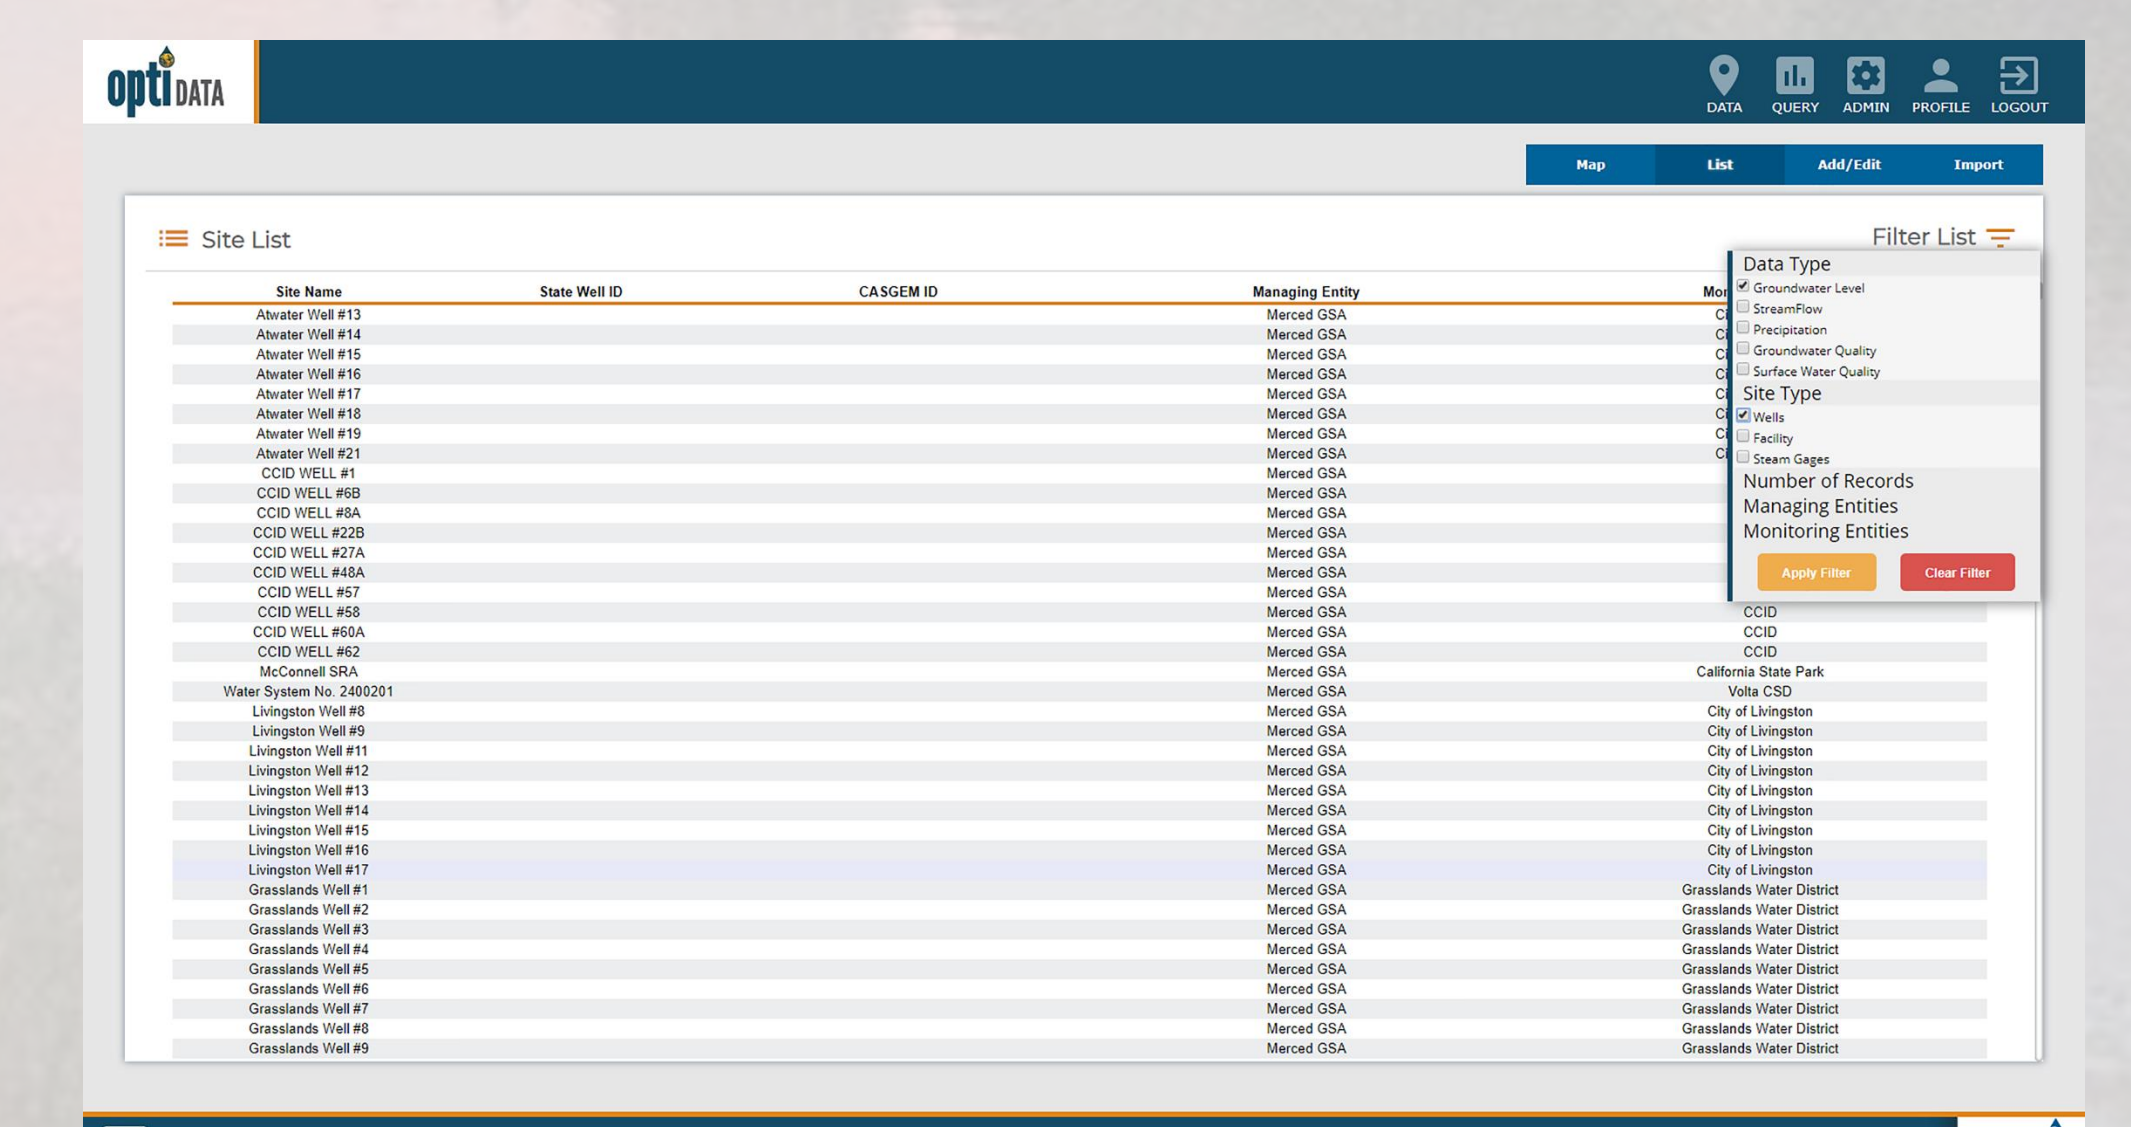 opti DATA
DATA QUERY ADMIN PROFILE LOGOUT
Map List Add/Edit Import
Site List
Filter List
Site Name State Well ID CASGEM ID Managing Entity
Data Type
Groundwater Level
StreamFlow
Precipitation
Groundwater Quality
Surface Water Quality
Site Type
Wells
Facility
Steam Gages
Number of Records
Managing Entities
Monitoring Entities
Apply Filter Clear Filter
Atwater Well #13 Merced GSA
Atwater Well #14 Merced GSA
Atwater Well #15 Merced GSA
Atwater Well #16 Merced GSA
Atwater Well #17 Merced GSA
Atwater Well #18 Merced GSA
Atwater Well #19 Merced GSA
Atwater Well #21 Merced GSA
CCID WELL #1 Merced GSA
CCID WELL #6B Merced GSA
CCID WELL #8A Merced GSA
CCID WELL #22B Merced GSA
CCID WELL #27A Merced GSA
CCID WELL #48A Merced GSA
CCID WELL #57 Merced GSA
CCID WELL #58 Merced GSA CCID
CCID WELL #60A Merced GSA CCID
CCID WELL #62 Merced GSA CCID
McConnell SRA Merced GSA California State Park
Water System No. 2400201 Merced GSA Volta CSD
Livingston Well #8 Merced GSA City of Livingston
Livingston Well #9 Merced GSA City of Livingston
Livingston Well #11 Merced GSA City of Livingston
Livingston Well #12 Merced GSA City of Livingston
Livingston Well #13 Merced GSA City of Livingston
Livingston Well #14 Merced GSA City of Livingston
Livingston Well #15 Merced GSA City of Livingston
Livingston Well #16 Merced GSA City of Livingston
Livingston Well #17 Merced GSA City of Livingston
Grasslands Well #1 Merced GSA Grasslands Water District
Grasslands Well #2 Merced GSA Grasslands Water District
Grasslands Well #3 Merced GSA Grasslands Water District
Grasslands Well #4 Merced GSA Grasslands Water District
Grasslands Well #5 Merced GSA Grasslands Water District
Grasslands Well #6 Merced GSA Grasslands Water District
Grasslands Well #7 Merced GSA Grasslands Water District
Grasslands Well #8 Merced GSA Grasslands Water District
Grasslands Well #9 Merced GSA Grasslands Water District